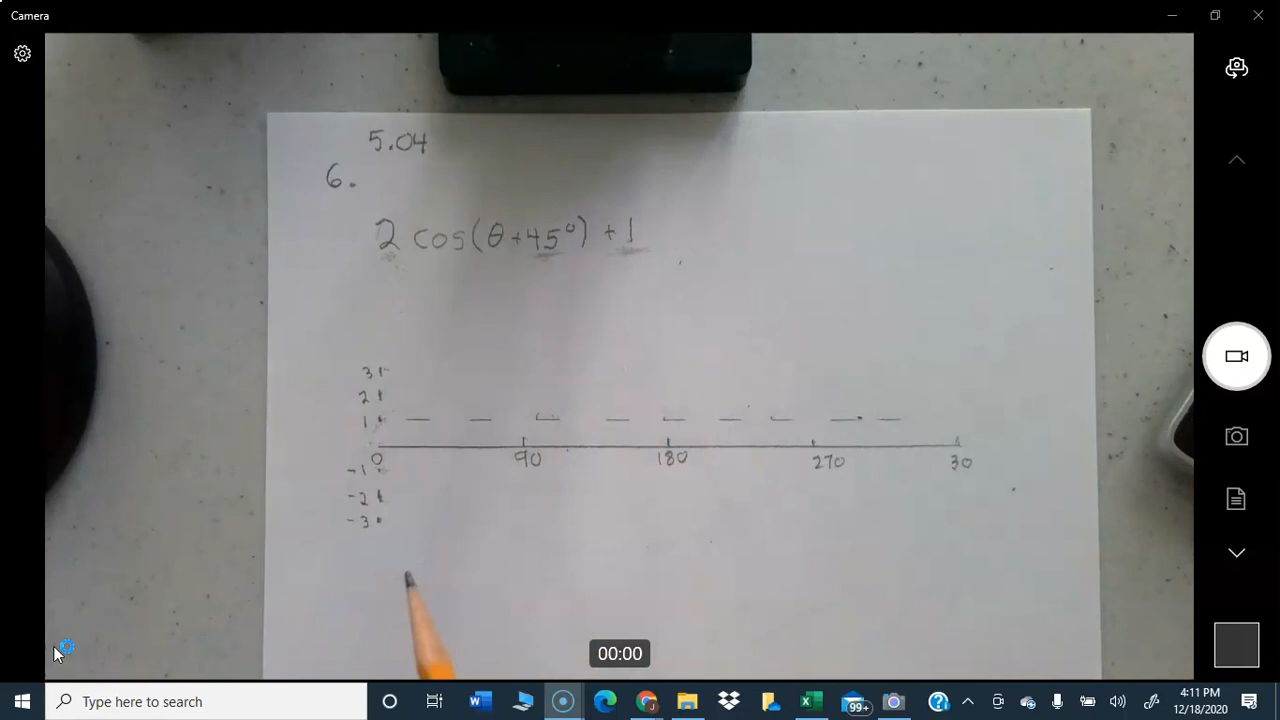 Camera
5.04
6.
2 cos(θ+45°) +1
3
2
1
0 90 180 270 30
-1
-2
-3
00:00
Type here to search
99+
4:11 PM
12/18/2020